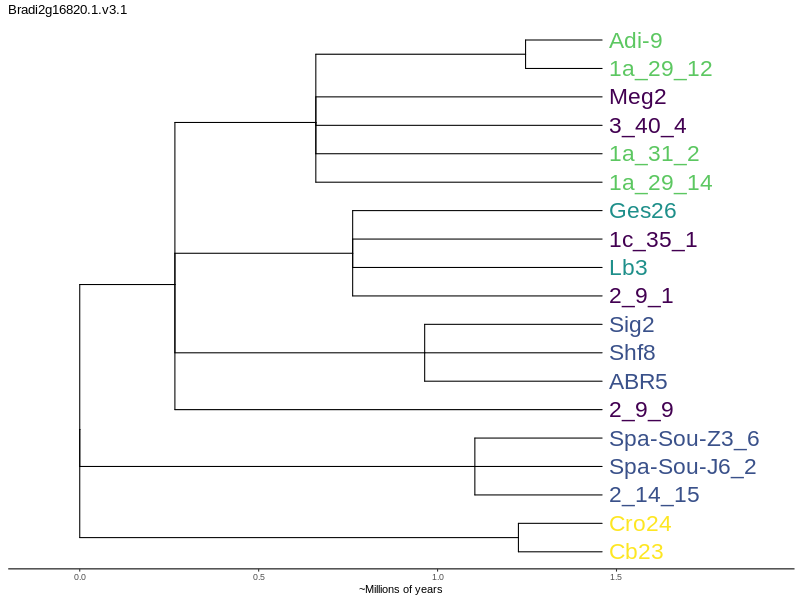 Bradi2g16820.1.v3.1
Adi-9
1a_29_12
Meg2
3_40_4
1a_31_2
1a_29_14
Ges26
1c_35_1
Lb3
2_9_1
Sig2
Shf8
ABR5
2_9_9
Spa-Sou-Z3_6
Spa-Sou-J6_2
2_14_15
Cro24
Cb23
0.0 0.5 1.0 1.5
~Millions of years